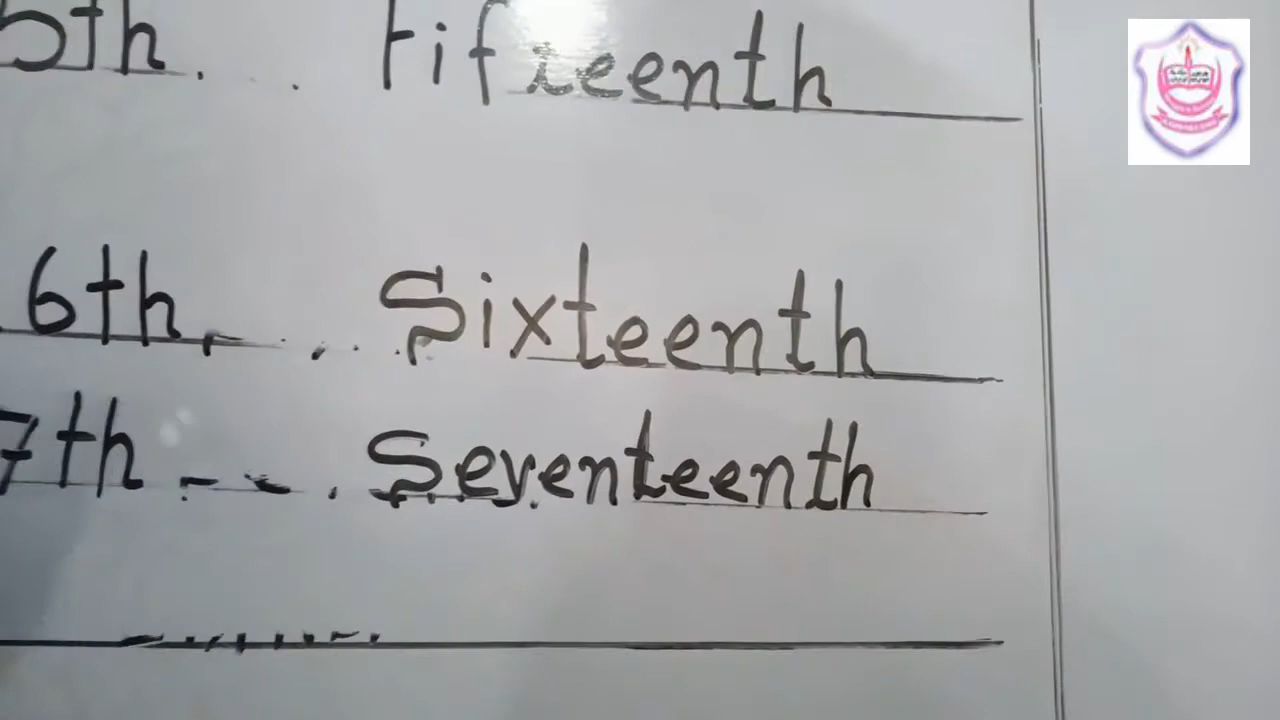 5th. . Fifteenth
6th. . . . Sixteenth
7th - - . Seventeenth